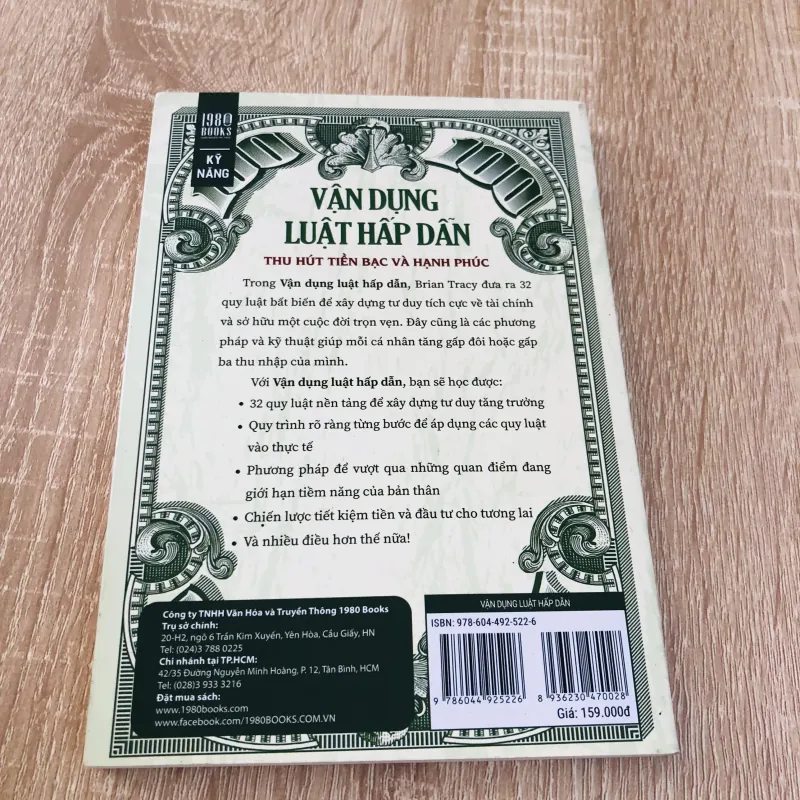 1980
BOOKS
KỸ
NĂNG
100
100
VẬN DỤNG
LUẬT HẤP DẪN
THU HÚT TIỀN BẠC VÀ HẠNH PHÚC
Trong Vận dụng luật hấp dẫn, Brian Tracy đưa ra 32
quy luật bất biến để xây dựng tư duy tích cực về tài chính
và sở hữu một cuộc đời trọn vẹn. Đây cũng là các phương
pháp và kỹ thuật giúp mỗi cá nhân tăng gấp đôi hoặc gấp
ba thu nhập của mình.
Với Vận dụng luật hấp dẫn, bạn sẽ học được:
• 32 quy luật nền tảng để xây dựng tư duy tăng trưởng
• Quy trình rõ ràng từng bước để áp dụng các quy luật
vào thực tế
• Phương pháp để vượt qua những quan điểm đang
giới hạn tiềm năng của bản thân
• Chiến lược tiết kiệm tiền và đầu tư cho tương lai
• Và nhiều điều hơn thế nữa!
Công ty TNHH Văn Hóa và Truyền Thông 1980 Books
Trụ sở chính:
20-H2, ngõ 6 Trần Kim Xuyến, Yên Hòa, Cầu Giấy, HN
Tel: (024)3 788 0225
Chi nhánh tại TP.HCM:
42/35 Đường Nguyễn Minh Hoàng, P. 12, Tân Bình, HCM
Tel: (028)3 933 3216
Đặt mua sách:
www.1980books.com
www.facebook.com/1980BOOKS.COM.VN
VẬN DỤNG LUẬT HẤP DẪN
ISBN: 978-604-492-522-6
9 786044 925226
8 936230 470028
Giá: 159.000đ